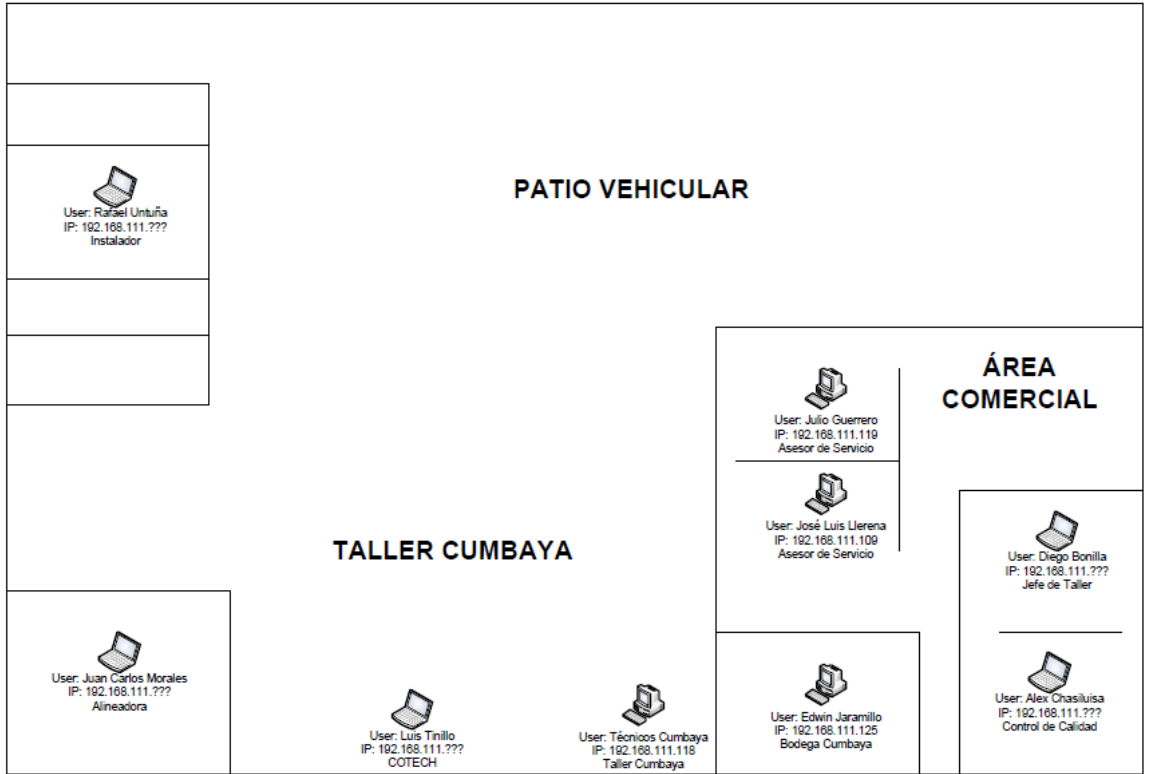 PATIO VEHICULAR
User: Rafael Untuña
IP: 192.168.111.???
Instalador
ÁREA
COMERCIAL
User: Julio Guerrero
IP: 192.168.111.119
Asesor de Servicio
User: José Luis Llerena
IP: 192.168.111.109
Asesor de Servicio
TALLER CUMBAYA
User: Diego Bonilla
IP: 192.168.111.???
Jefe de Taller
User: Juan Carlos Morales
IP: 192.168.111.???
Alineadora
User: Luis Tinillo
IP: 192.168.111.???
COTECH
User: Técnicos Cumbaya
IP: 192.168.111.118
Taller Cumbaya
User: Edwin Jaramillo
IP: 192.168.111.125
Bodega Cumbaya
User: Alex Chasiluisa
IP: 192.168.111.???
Control de Calidad